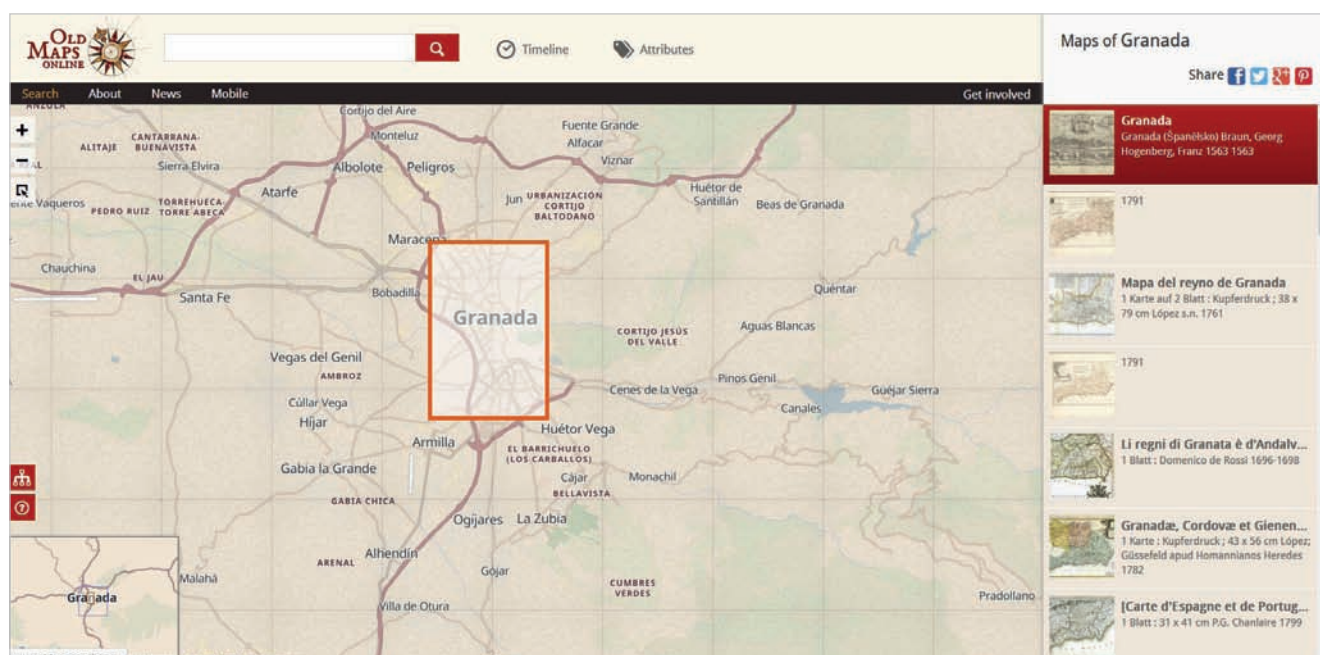 OLD
MAPS
ONLINE
Timeline
Attributes
Search About News Mobile
Get involved
Maps of Granada
Share
Cortijo del Aire
Monteluz
Fuente Grande
Alfacar
CANTARRANA-
BUENAVISTA
ALITAJE
Víznar
Sierra Elvira
Albolote
Peligros
Atarfe
Jun
URBANIZACIÓN
CORTIJO
BALTODANO
Huétor de
Santillán
Beas de Granada
Vaqueros
PEDRO RUIZ
TORREHUECA-
TORRE ABECA
Maracena
Chauchina
EL JAU
Santa Fe
Bobadilla
Quéntar
Granada
CORTIJO JESÚS
DEL VALLE
Aguas Blancas
Vegas del Genil
AMBROZ
Cenes de la Vega
Pinos Genil
Güéjar Sierra
Canales
Cúllar Vega
Híjar
Armilla
Huétor Vega
EL BARRICHUELO
(LOS CARBALLOS)
Gabia la Grande
Cájar
Monachil
BELLAVISTA
GABIA CHICA
Ogíjares
La Zubia
Alhendín
ARENAL
Gójar
Malahá
CUMBRES
VERDES
Pradollano
Villa de Otura
Granada
Granada
Granada (Španělsko) Braun, Georg
Hogenberg, Franz 1563 1563
1791
Mapa del reyno de Granada
1 Karte auf 2 Blatt : Kupferdruck ; 38 x
79 cm López s.n. 1761
1791
Li regni di Granata è d'Andalv...
1 Blatt : Domenico de Rossi 1696-1698
Granadæ, Cordovæ et Gienen...
1 Karte : Kupferdruck ; 43 x 56 cm López;
Güssefeld apud Homannianos Heredes
1782
[Carte d'Espagne et de Portug...
1 Blatt : 31 x 41 cm P.G. Chanlaire 1799